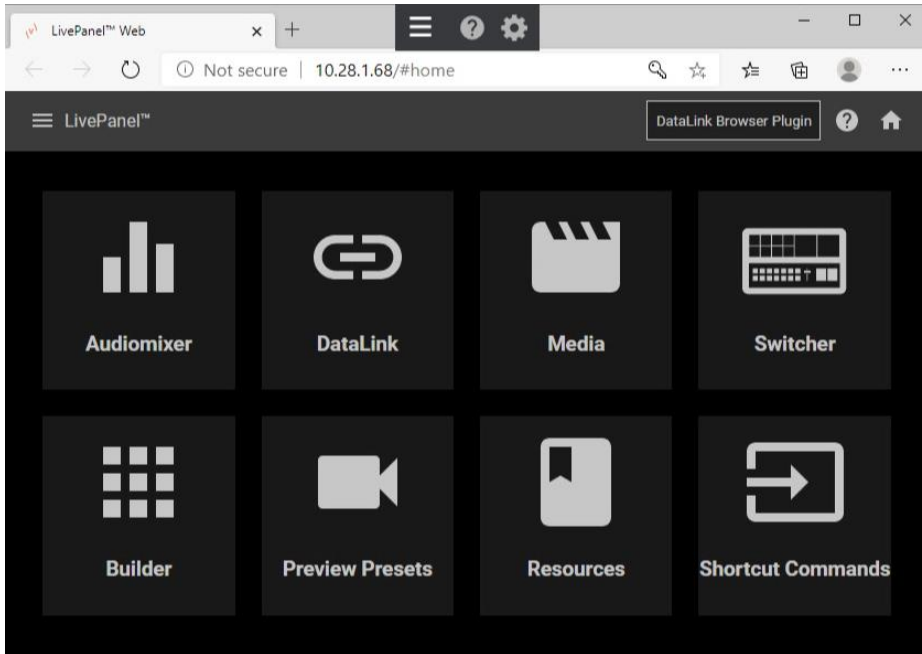 LivePanel™ Web
Not secure | 10.28.1.68/#home
LivePanel™
DataLink Browser Plugin
Audiomixer
DataLink
Media
Switcher
Builder
Preview Presets
Resources
Shortcut Commands